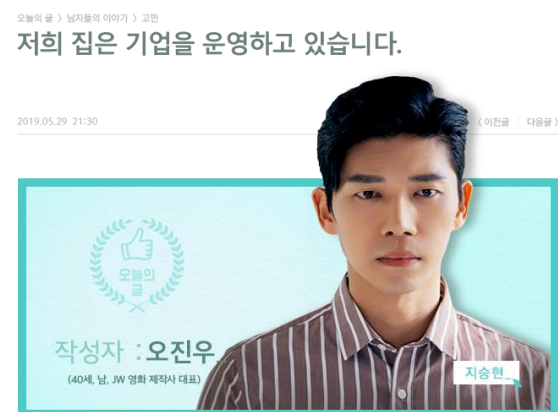 오늘의 글 〉 남자들의 이야기 〉 고민
저희 집은 기업을 운영하고 있습니다.
2019.05.29 21:30
〈 이전글 | 다음글 〉
오늘의
글
작성자 : 오진우_
(40세, 남, JW 영화 제작사 대표)
지승현_